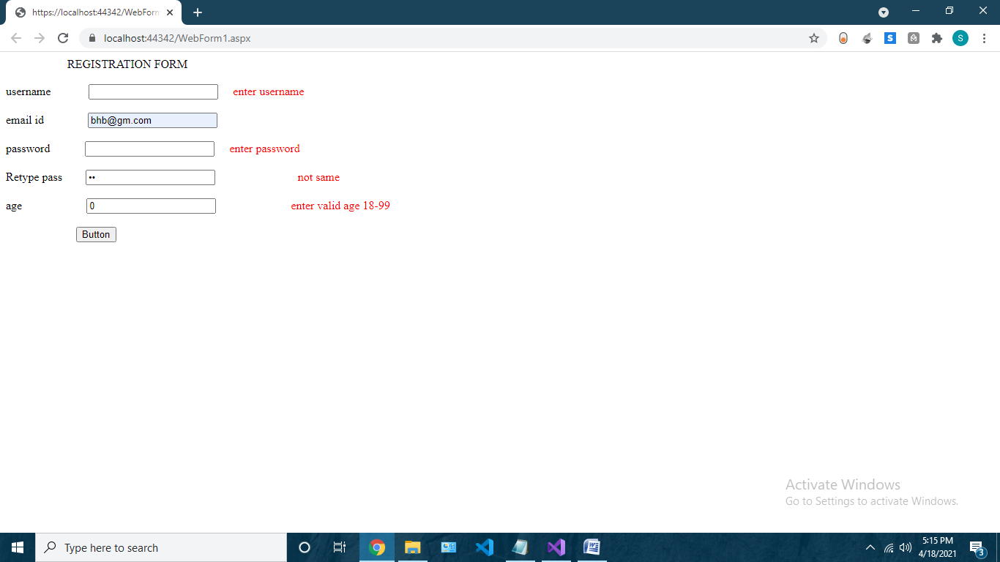 https://localhost:44342/WebForm
localhost:44342/WebForm1.aspx
S
S
REGISTRATION FORM
username enter username
email id bhb@gm.com
password enter password
Retype pass •• not same
age 0 enter valid age 18-99
Button
Activate Windows
Go to Settings to activate Windows.
Type here to search
W
5:15 PM
4/18/2021
3